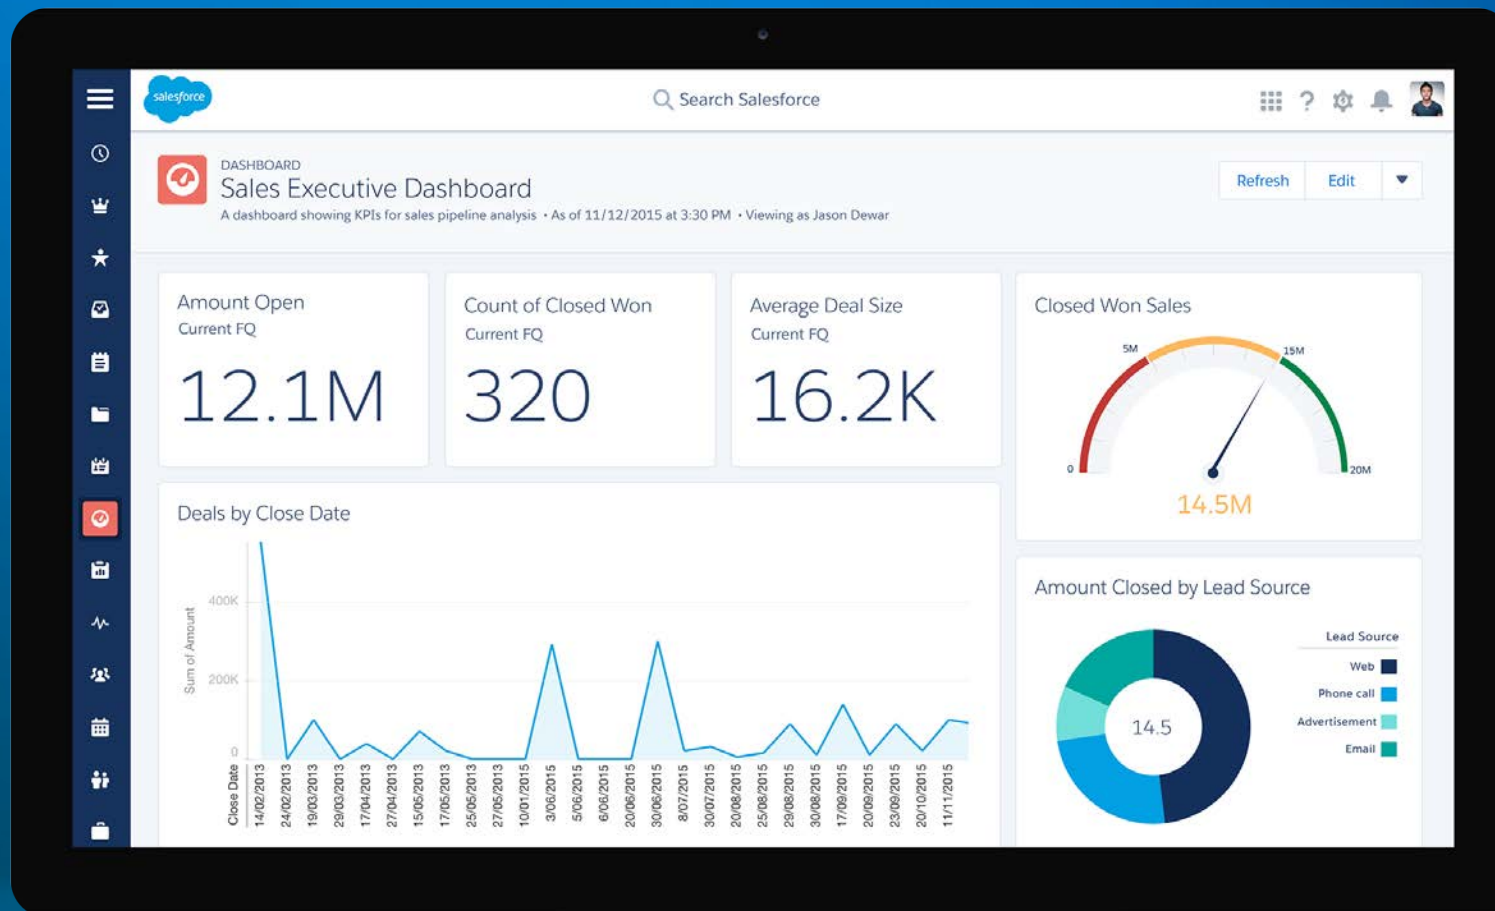 salesforce
Search Salesforce
?
DASHBOARD
Sales Executive Dashboard
A dashboard showing KPIs for sales pipeline analysis • As of 11/12/2015 at 3:30 PM • Viewing as Jason Dewar
Refresh
Edit
Amount Open
Current FQ
12.1M
Count of Closed Won
Current FQ
320
Average Deal Size
Current FQ
16.2K
Closed Won Sales
0
5M
15M
20M
14.5M
Deals by Close Date
Sum of Amount
400K
200K
0
Close Date
14/02/2013
24/02/2013
19/03/2013
29/03/2013
17/04/2013
27/04/2013
15/05/2013
17/05/2013
25/05/2013
27/05/2013
10/01/2015
3/06/2015
5/06/2015
6/06/2015
20/06/2015
30/06/2015
8/07/2015
30/07/2015
20/08/2015
25/08/2015
29/08/2015
30/08/2015
17/09/2015
20/09/2015
23/09/2015
20/10/2015
11/11/2015
Amount Closed by Lead Source
14.5
Lead Source
Web
Phone call
Advertisement
Email